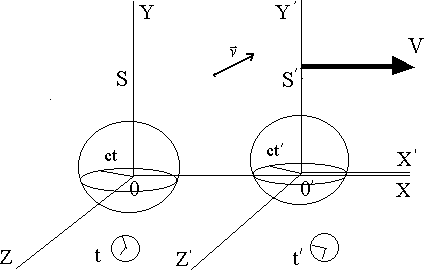 Y Y′
v⃗ V
S S′
ct ct′
X′
0 0′ X
Z t Z′ t′